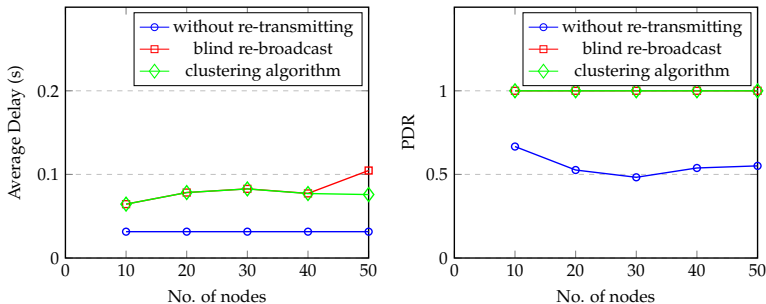 without re-transmitting
blind re-broadcast
clustering algorithm
Average Delay (s)
0.2
0.1
0
0
10
20
30
40
50
No. of nodes
without re-transmitting
blind re-broadcast
clustering algorithm
PDR
1
0.5
0
0
10
20
30
40
50
No. of nodes